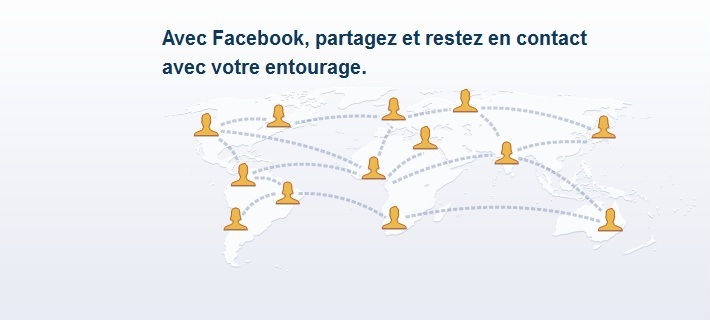 Avec Facebook, partagez et restez en contact
avec votre entourage.